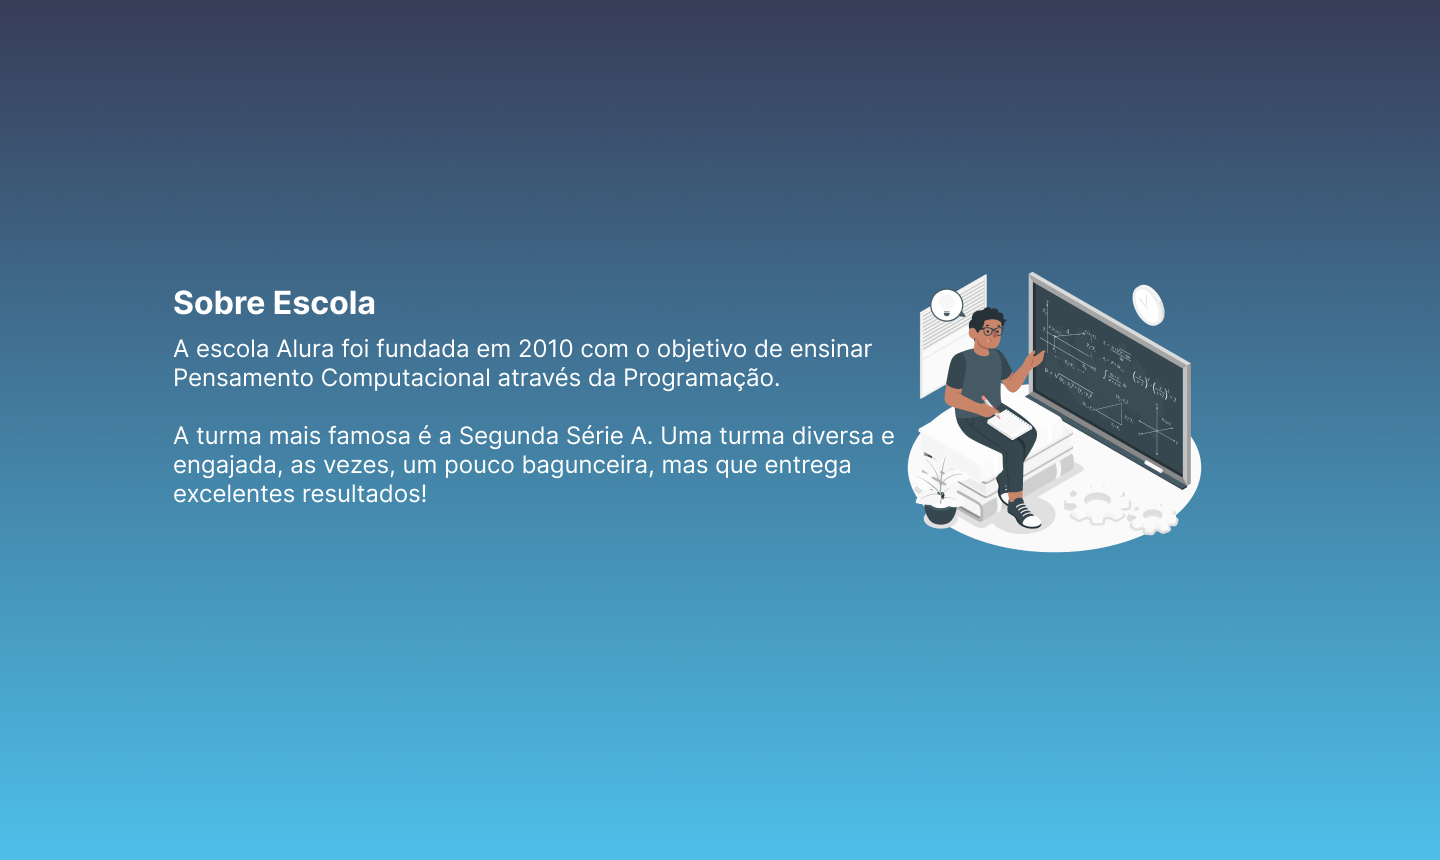 Sobre Escola
A escola Alura foi fundada em 2010 com o objetivo de ensinar
Pensamento Computacional através da Programação.
A turma mais famosa é a Segunda Série A. Uma turma diversa e
engajada, as vezes, um pouco bagunceira, mas que entrega
excelentes resultados!